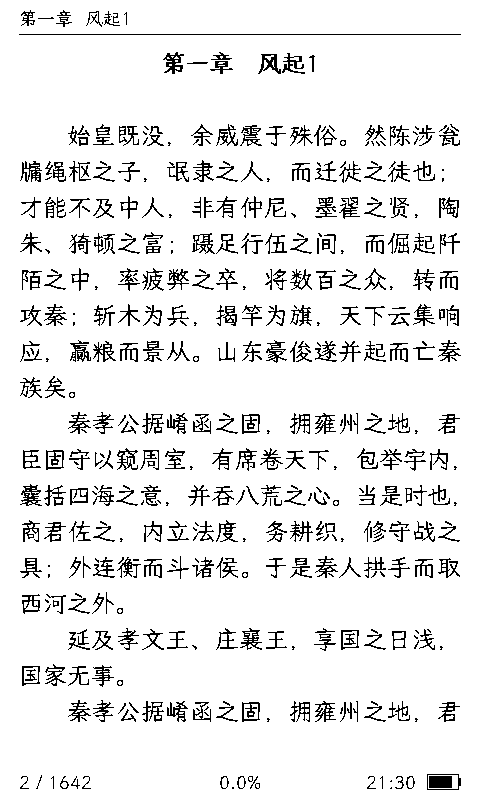 第一章 风起1
第一章 风起1
始皇既没，余威震于殊俗。然陈涉瓮
牖绳枢之子，氓隶之人，而迁徙之徒也；
才能不及中人，非有仲尼、墨翟之贤，陶
朱、猗顿之富；蹑足行伍之间，而倔起阡
陌之中，率疲弊之卒，将数百之众，转而
攻秦；斩木为兵，揭竿为旗，天下云集响
应，赢粮而景从。山东豪俊遂并起而亡秦
族矣。
秦孝公据崤函之固，拥雍州之地，君
臣固守以窥周室，有席卷天下，包举宇内，
囊括四海之意，并吞八荒之心。当是时也，
商君佐之，内立法度，务耕织，修守战之
具；外连衡而斗诸侯。于是秦人拱手而取
西河之外。
延及孝文王、庄襄王，享国之日浅，
国家无事。
秦孝公据崤函之固，拥雍州之地，君
2 / 1642 0.0% 21:30